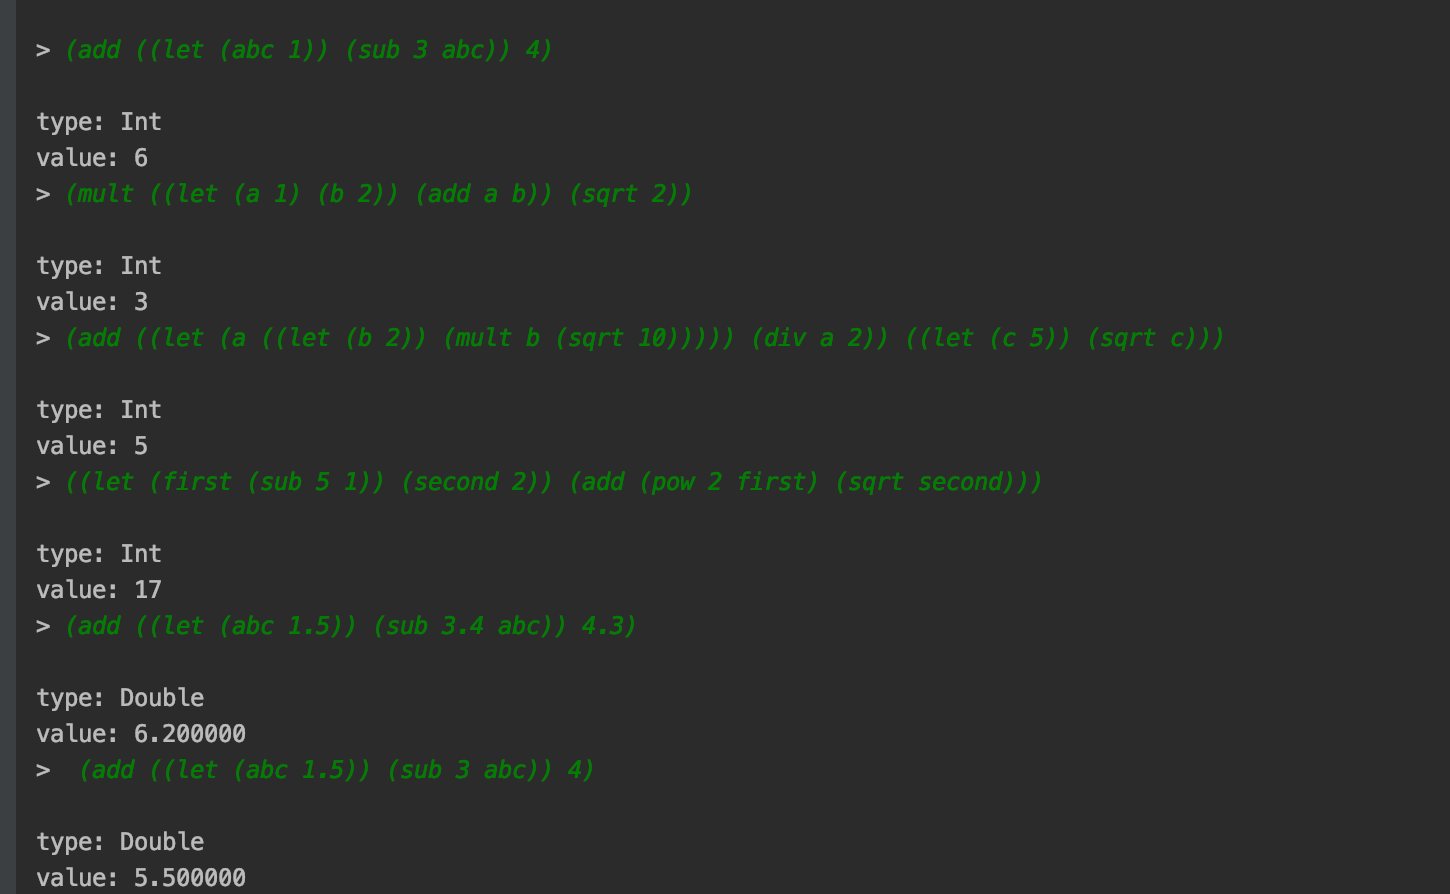 > (add ((let (abc 1)) (sub 3 abc)) 4)
type: Int
value: 6
> (mult ((let (a 1) (b 2)) (add a b)) (sqrt 2))
type: Int
value: 3
> (add ((let (a ((let (b 2)) (mult b (sqrt 10))))) (div a 2)) ((let (c 5)) (sqrt c)))
type: Int
value: 5
> ((let (first (sub 5 1)) (second 2)) (add (pow 2 first) (sqrt second)))
type: Int
value: 17
> (add ((let (abc 1.5)) (sub 3.4 abc)) 4.3)
type: Double
value: 6.200000
>  (add ((let (abc 1.5)) (sub 3 abc)) 4)
type: Double
value: 5.500000